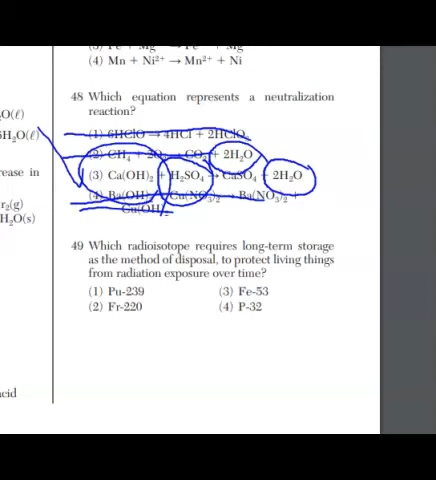 (4) Mn + Ni²⁺ → Mn²⁺ + Ni
O(ℓ)
H₂O(ℓ)
rease in
r₂(g)
H₂O(s)
acid
48 Which equation represents a neutralization
reaction?
(1) 6HClO → 4HCl + 2HClO₃
(2) CH₄ + 2O₂ → CO₂ + 2H₂O
(3) Ca(OH)₂ + H₂SO₄ → CaSO₄ + 2H₂O
(4) Ba(OH)₂ + Cu(NO₃)₂ → Ba(NO₃)₂ +
Cu(OH)₂
49 Which radioisotope requires long-term storage
as the method of disposal, to protect living things
from radiation exposure over time?
(1) Pu-239 (3) Fe-53
(2) Fr-220 (4) P-32